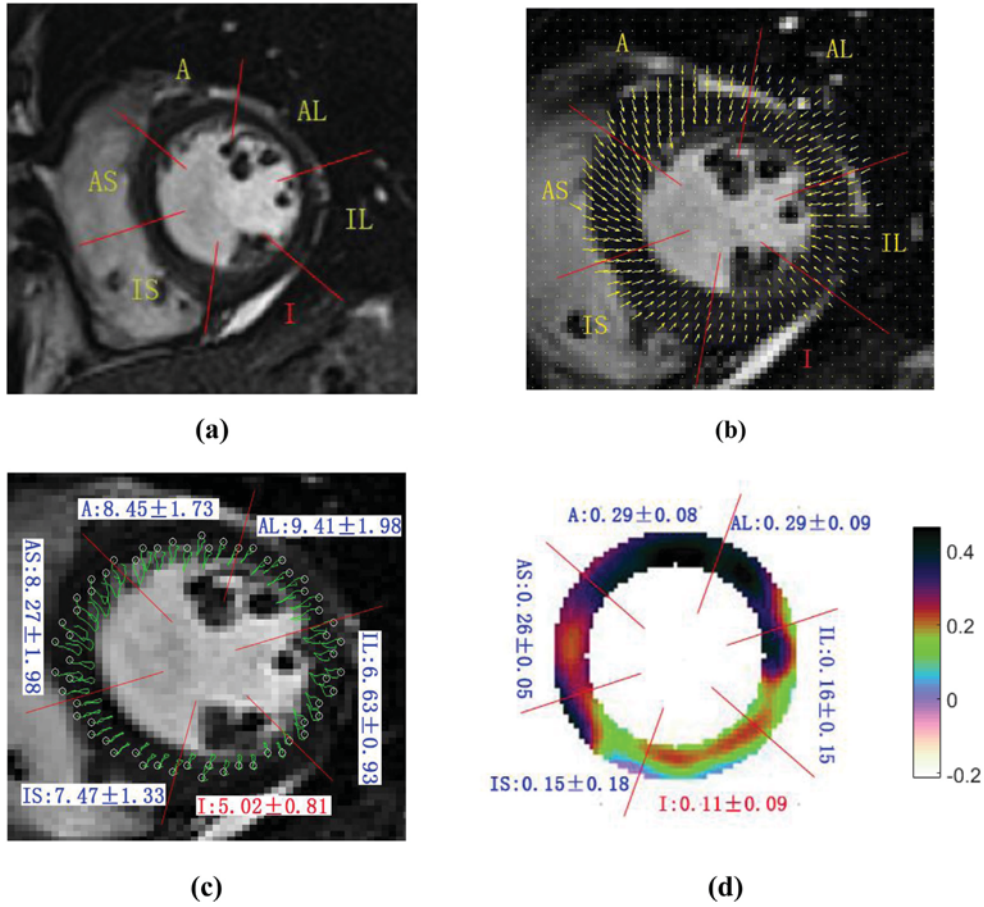 A
AL
AS
IL
IS
I
(a)
A
AL
AS
IL
IS
I
(b)
A:8.45±1.73
AL:9.41±1.98
AS:8.27±1.98
IL:6.63±0.93
IS:7.47±1.33
I:5.02±0.81
(c)
A:0.29±0.08
AL:0.29±0.09
AS:0.26±0.05
IL:0.16±0.15
IS:0.15±0.18
I:0.11±0.09
0.4
0.2
0
-0.2
(d)